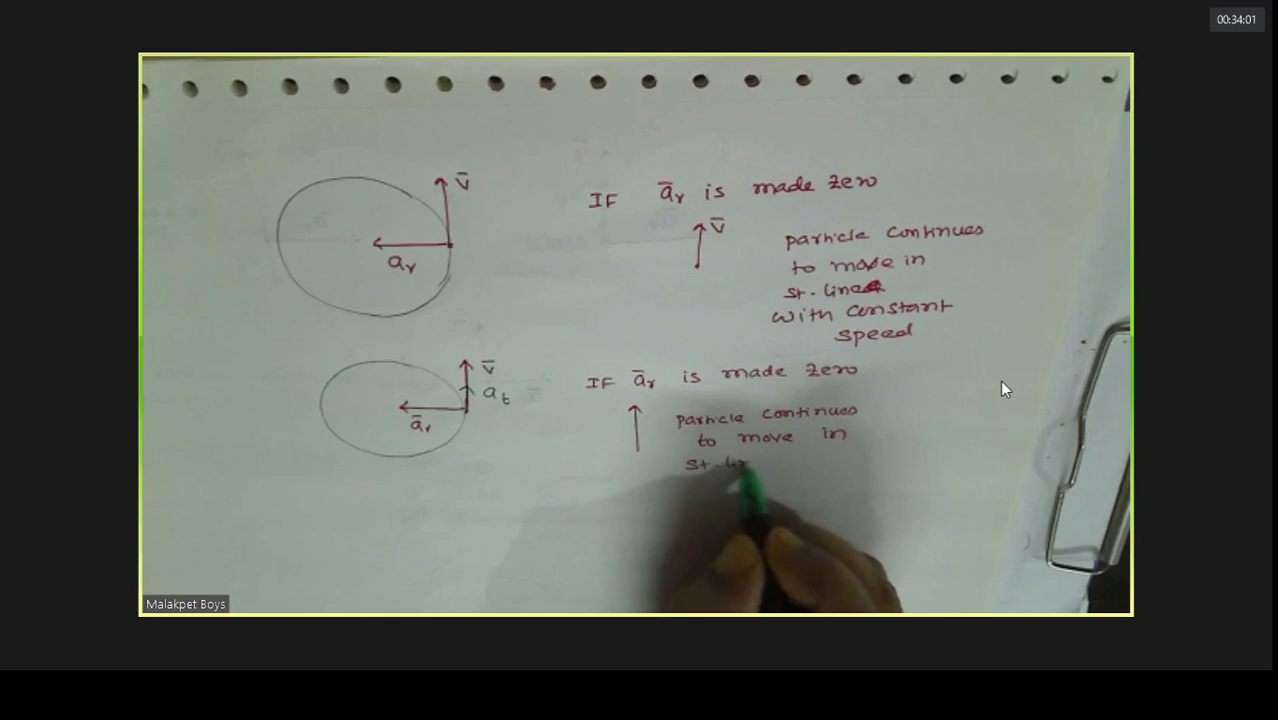 00:34:01
v̄
a_r
IF ā_r is made zero
v̄
particle continues
to move in
st. line
with constant
speed
v̄
a_t
ā_r
IF ā_r is made zero
particle continues
to move in
st
Malakpet Boys